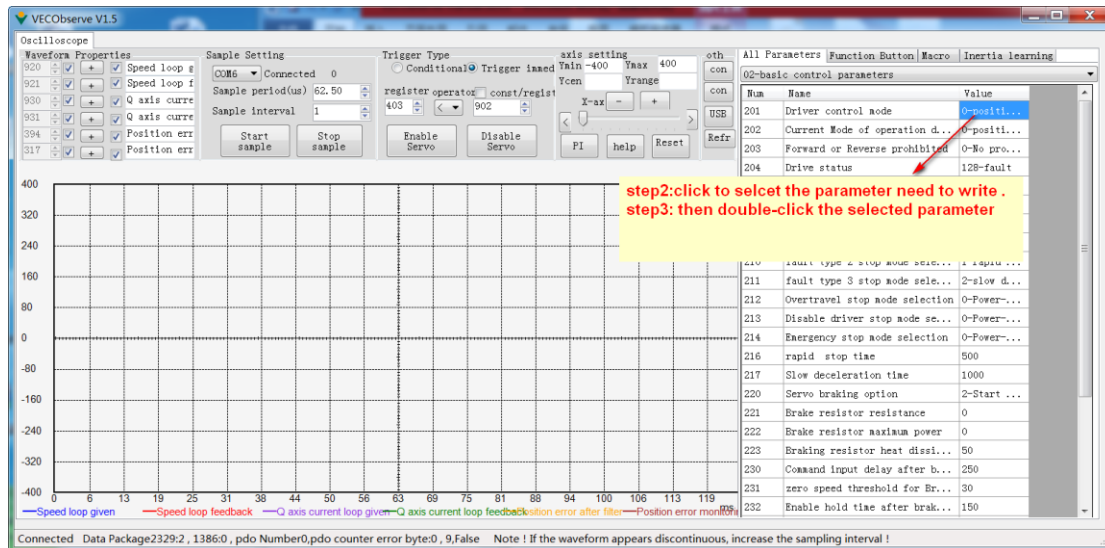 VECObserve V1.5
Oscilloscope
Waveform Properties
920 + Speed loop g
921 + Speed loop f
930 + Q axis curre
931 + Q axis curre
394 + Position err
317 + Position err
Sample Setting
COM6 Connected 0
Sample period(us) 62.50
Sample interval 1
Start sample Stop sample
Trigger Type
Conditional Trigger immed
register operator const/regist
403 < 902
Enable Servo Disable Servo
axis setting
Ymin -400 Ymax 400
Ycen Yrange
X-ax - +
< >
PI help Reset
oth
con
con
USB
Refr
All Parameters Function Button Macro Inertia learning
02-basic control parameters
Num Name Value
201 Driver control mode 0-positi...
202 Current Mode of operation d... 0-positi...
203 Forward or Reverse prohibited 0-No pro...
204 Drive status 128-fault
step2:click to selcet the parameter need to write .
step3: then double-click the selected parameter
210 fault type 2 stop mode sele... 1-rapid ...
211 fault type 3 stop mode sele... 2-slow d...
212 Overtravel stop mode selection 0-Power-...
213 Disable driver stop mode se... 0-Power-...
214 Emergency stop mode selection 0-Power-...
216 rapid stop time 500
217 Slow deceleration time 1000
220 Servo braking option 2-Start ...
221 Brake resistor resistance 0
222 Brake resistor maximum power 0
223 Braking resistor heat dissi... 50
230 Command input delay after b... 250
231 zero speed threshold for Br... 30
232 Enable hold time after brak... 150
400
320
240
160
80
0
-80
-160
-240
-320
-400
0 6 13 19 25 31 38 44 50 56 63 69 75 81 88 94 100 106 113 119
ms
Speed loop given Speed loop feedback Q axis current loop given Q axis current loop feedback Position error after filter Position error monitori
Connected Data Package2329:2 , 1386:0 , pdo Number0,pdo counter error byte:0 , 9,False Note ! If the waveform appears discontinuous, increase the sampling interval !